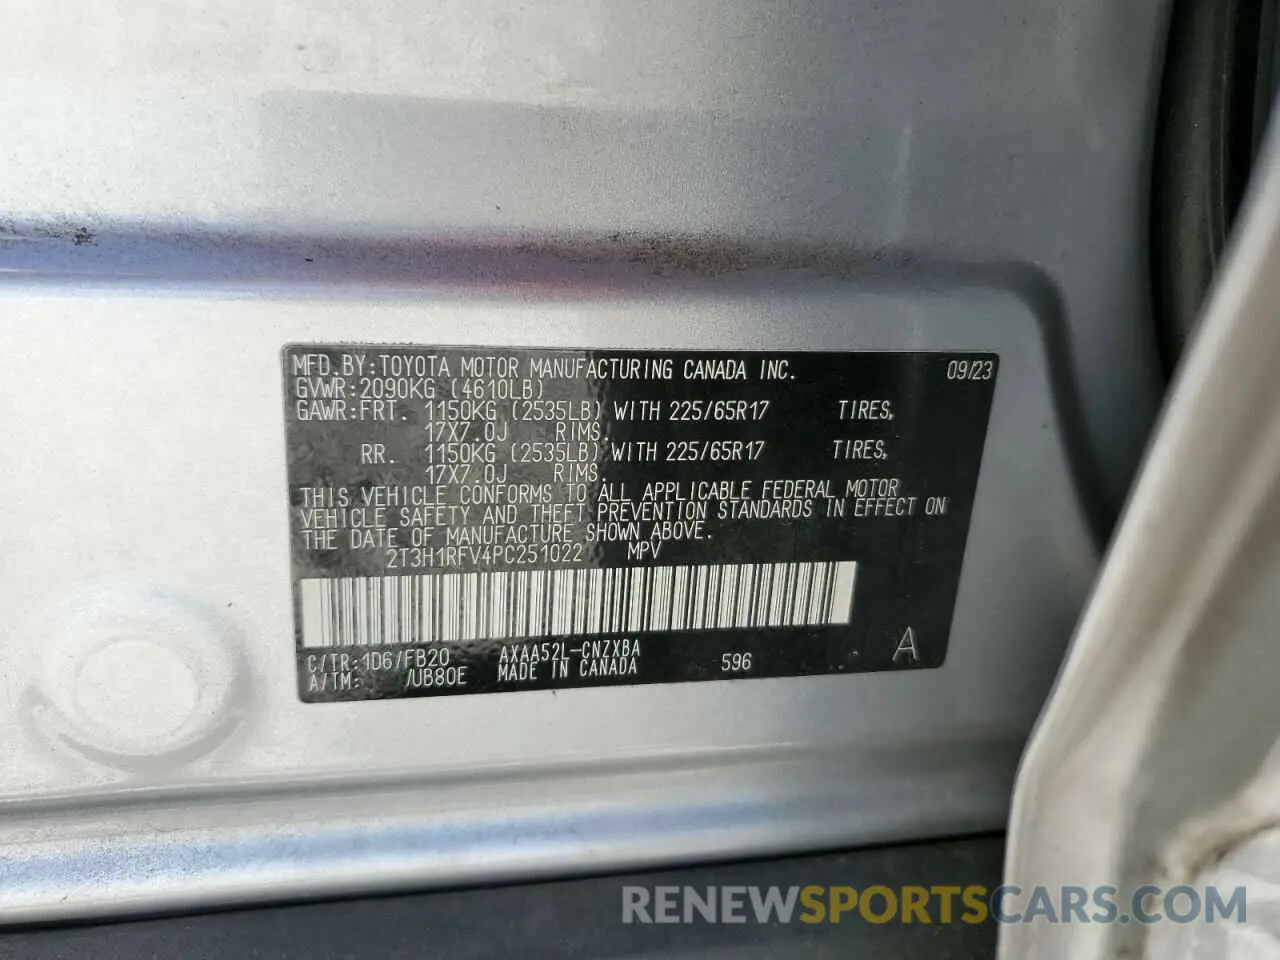 MFD.BY:TOYOTA MOTOR MANUFACTURING CANADA INC. 09/23
GVWR:2090KG (4610LB)
GAWR:FRT. 1150KG (2535LB) WITH 225/65R17 TIRES,
17X7.0J RIMS.
RR. 1150KG (2535LB) WITH 225/65R17 TIRES,
17X7.0J RIMS.
THIS VEHICLE CONFORMS TO ALL APPLICABLE FEDERAL MOTOR
VEHICLE SAFETY AND THEFT PREVENTION STANDARDS IN EFFECT ON
THE DATE OF MANUFACTURE SHOWN ABOVE.
2T3H1RFV4PC251022 MPV
C/TR:1D6/FB20 AXAA52L-CNZXBA
A/TM: /UB80E MADE IN CANADA 596 A
RENEWSPORTSCARS.COM